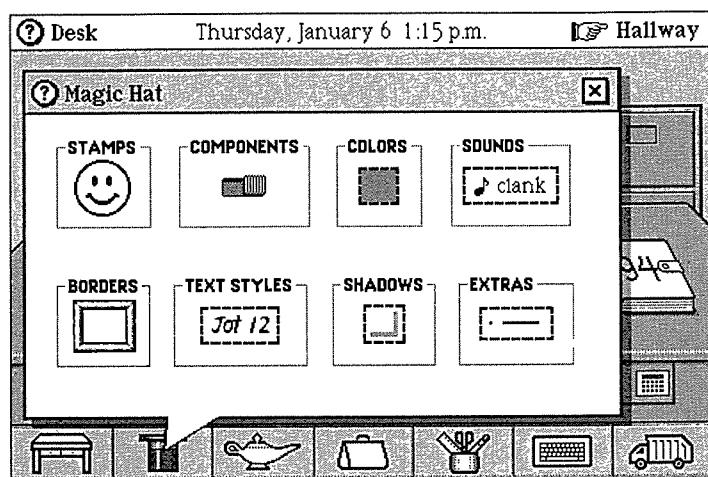 ? Desk Thursday, January 6 1:15 p.m. Hallway
? Magic Hat
STAMPS COMPONENTS COLORS SOUNDS
clank
BORDERS TEXT STYLES SHADOWS EXTRAS
Jot 12
94